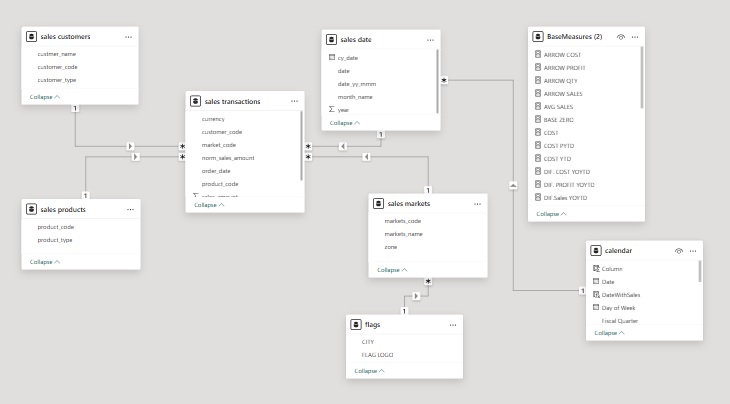 sales customers
custmer_name
customer_code
customer_type
Collapse
1
sales transactions
currency
customer_code
market_code
norm_sales_amount
order_date
product_code
Collapse
*
*
*
*
sales date
cy_date
date
date_yy_mmm
month_name
year
Collapse
*
1
BaseMeasures (2)
ARROW COST
ARROW PROFIT
ARROW QTY
ARROW SALES
AVG SALES
BASE ZERO
COST
COST PYTD
COST YTD
DIF. COST YOYTD
DIF. PROFIT YOYTD
DIF.Sales YOYTD
Collapse
sales products
product_code
product_type
Collapse
1
sales markets
markets_code
markets_name
zone
Collapse
1
*
calendar
Column
Date
DateWithSales
Day of Week
Fiscal Quarter
Collapse
1
flags
CITY
FLAG LOGO
Collapse
1